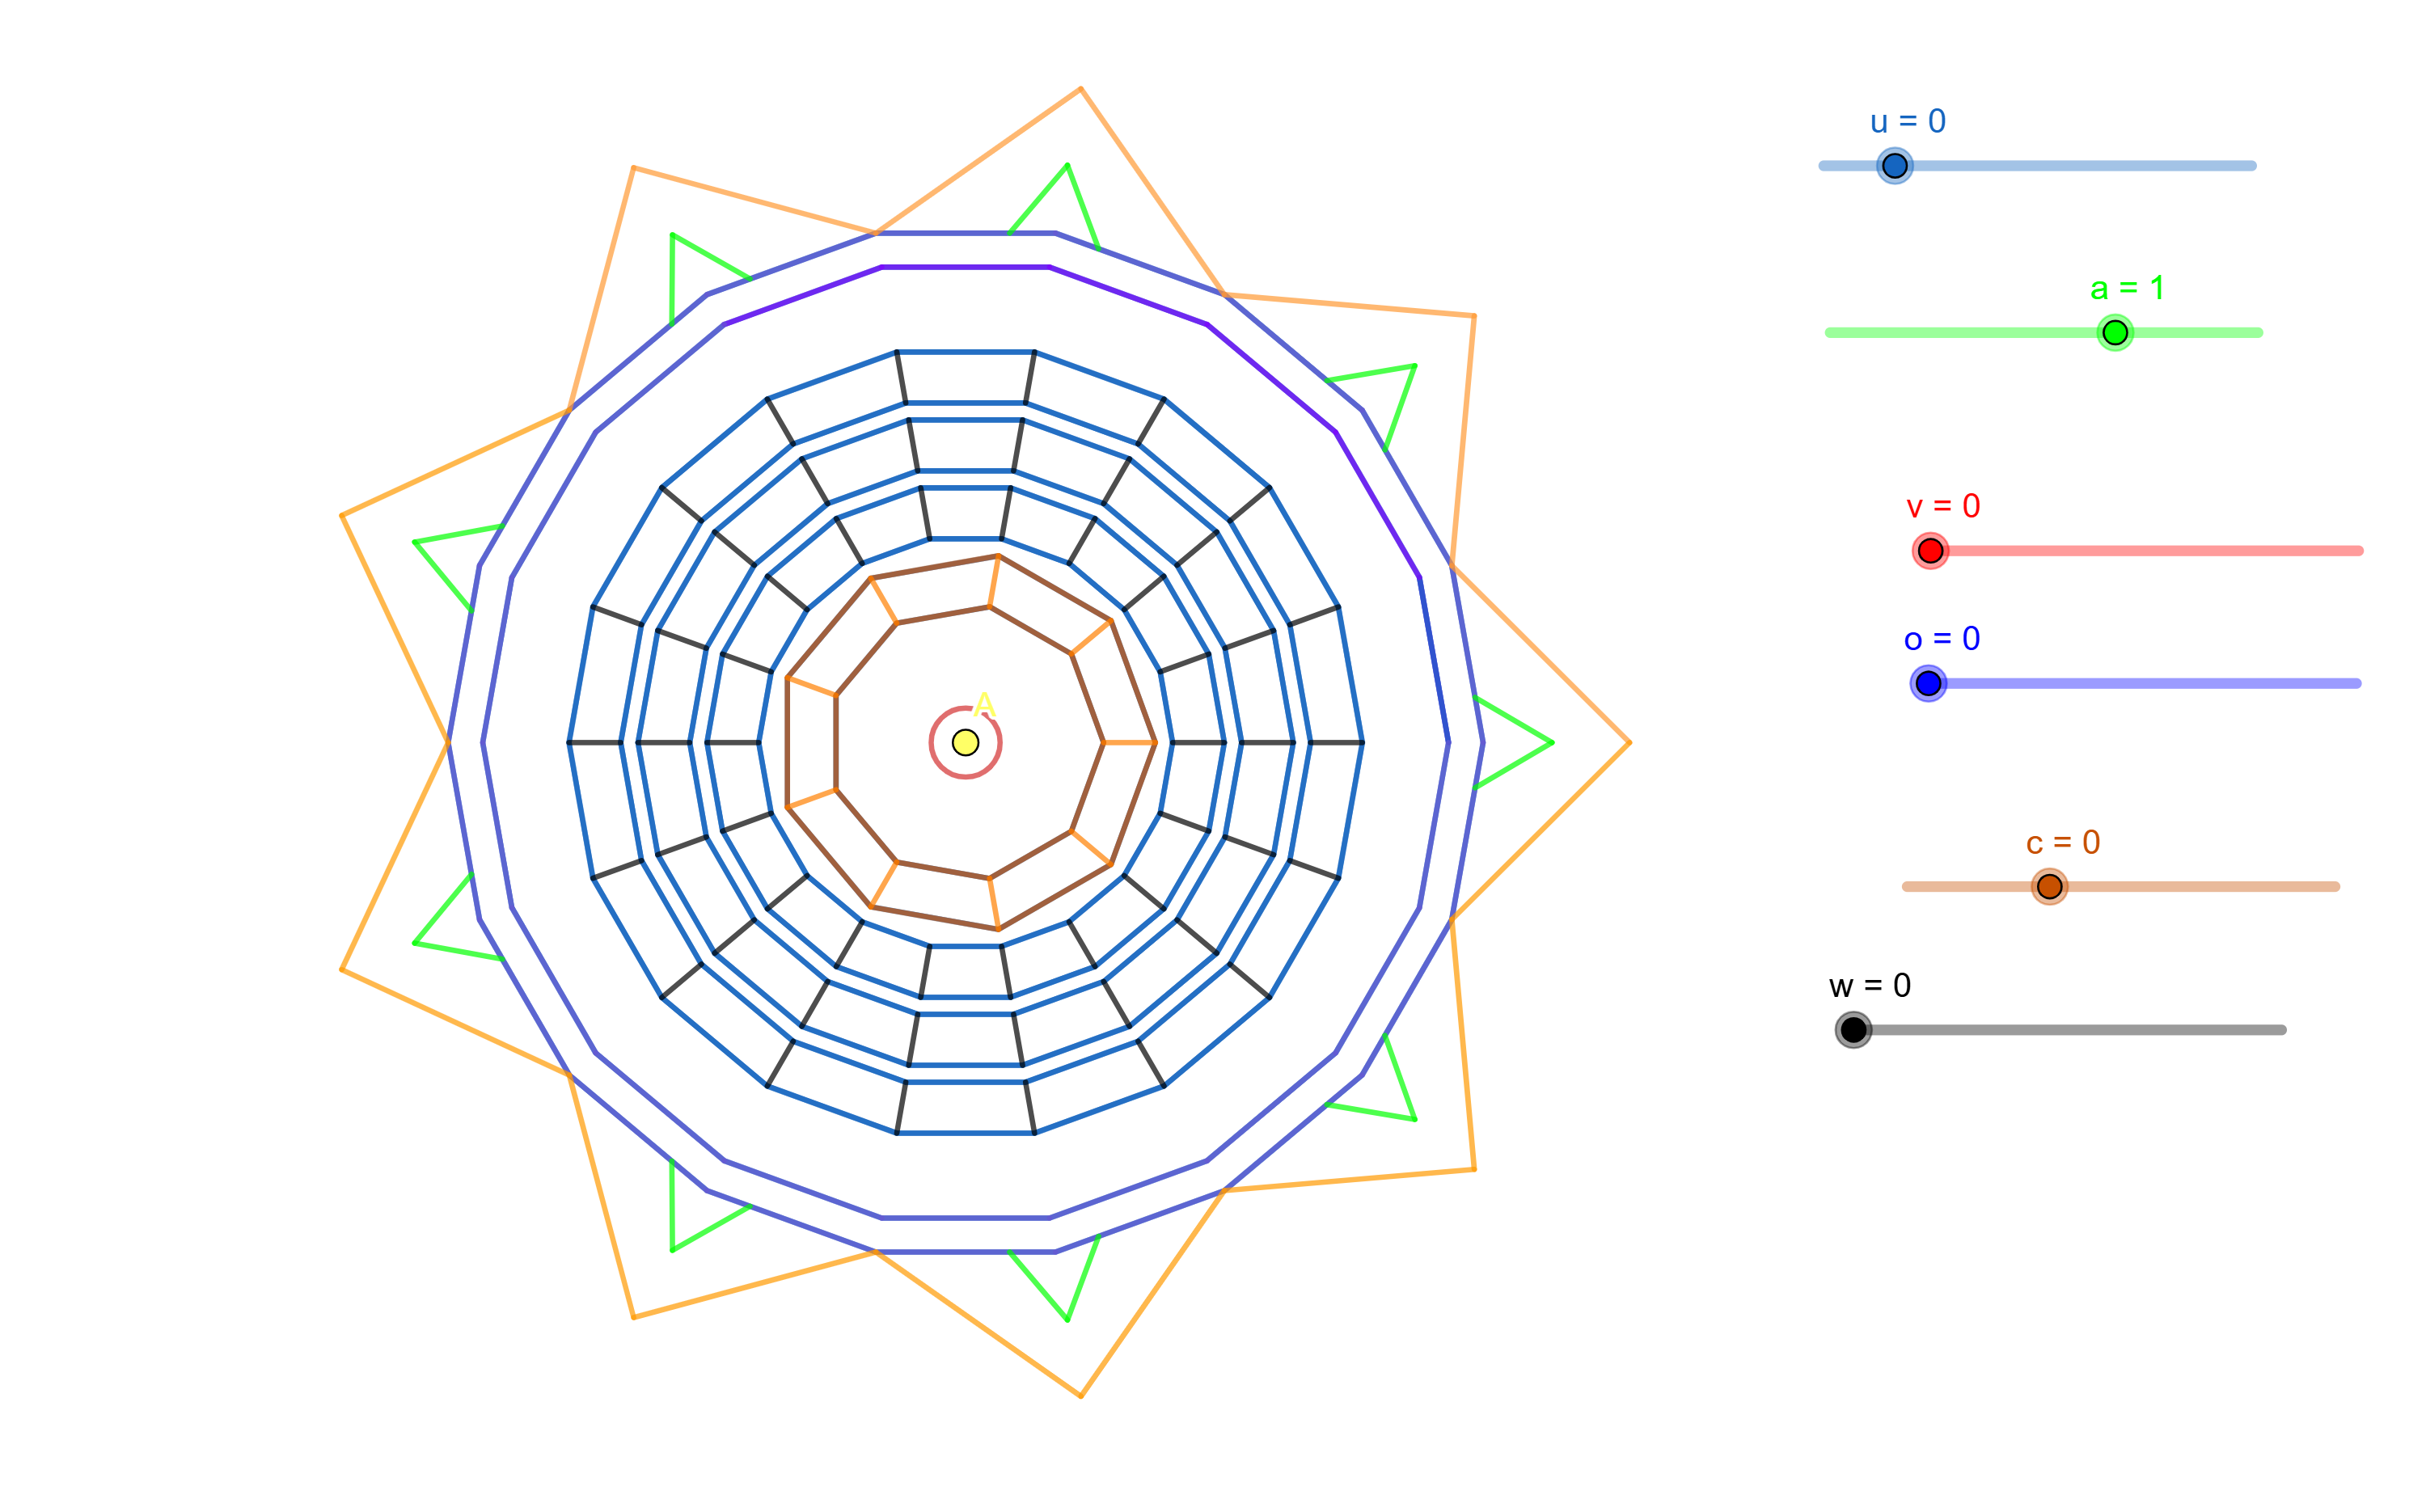 u = 0
a = 1
v = 0
o = 0
A
c = 0
w = 0